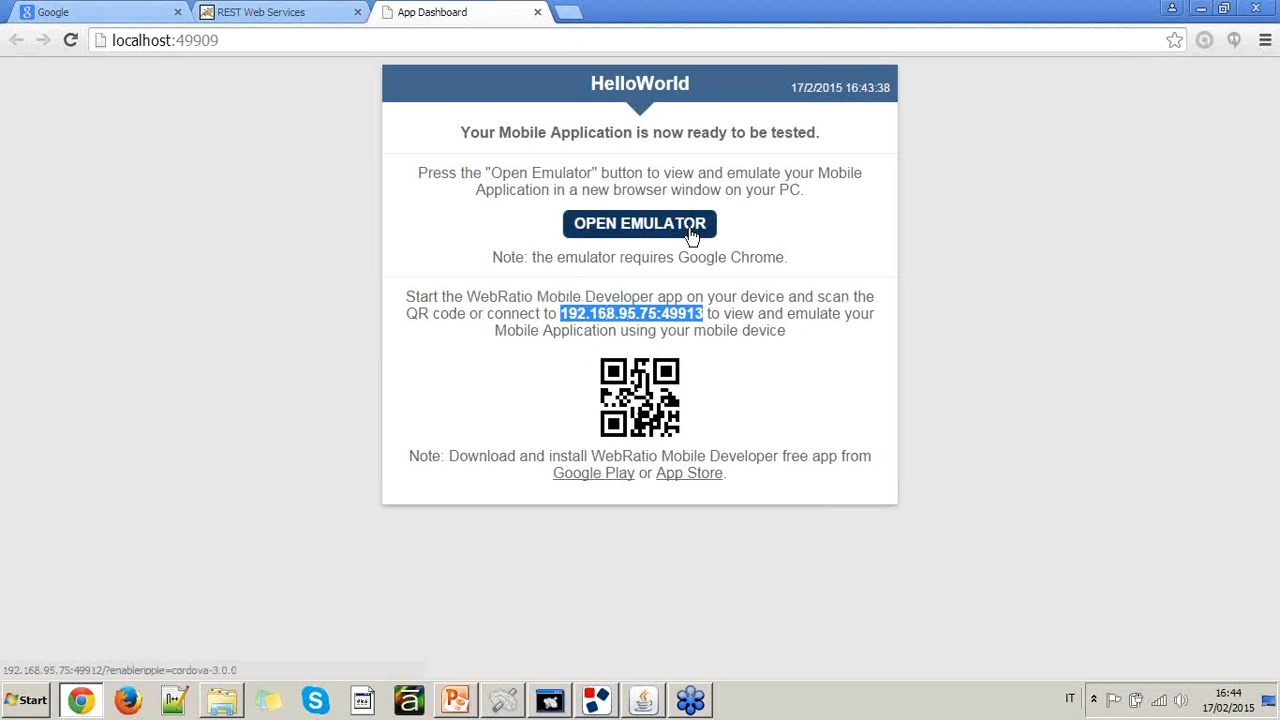 Google
REST Web Services
App Dashboard
localhost:49909
HelloWorld
17/2/2015 16:43:38
Your Mobile Application is now ready to be tested.
Press the "Open Emulator" button to view and emulate your Mobile
Application in a new browser window on your PC.
OPEN EMULATOR
Note: the emulator requires Google Chrome.
Start the WebRatio Mobile Developer app on your device and scan the
QR code or connect to 192.168.95.75:49913 to view and emulate your
Mobile Application using your mobile device
Note: Download and install WebRatio Mobile Developer free app from
Google Play or App Store.
192.168.95.75:49912/?enableripple=cordova-3.0.0
Start
IT
16:44
17/02/2015